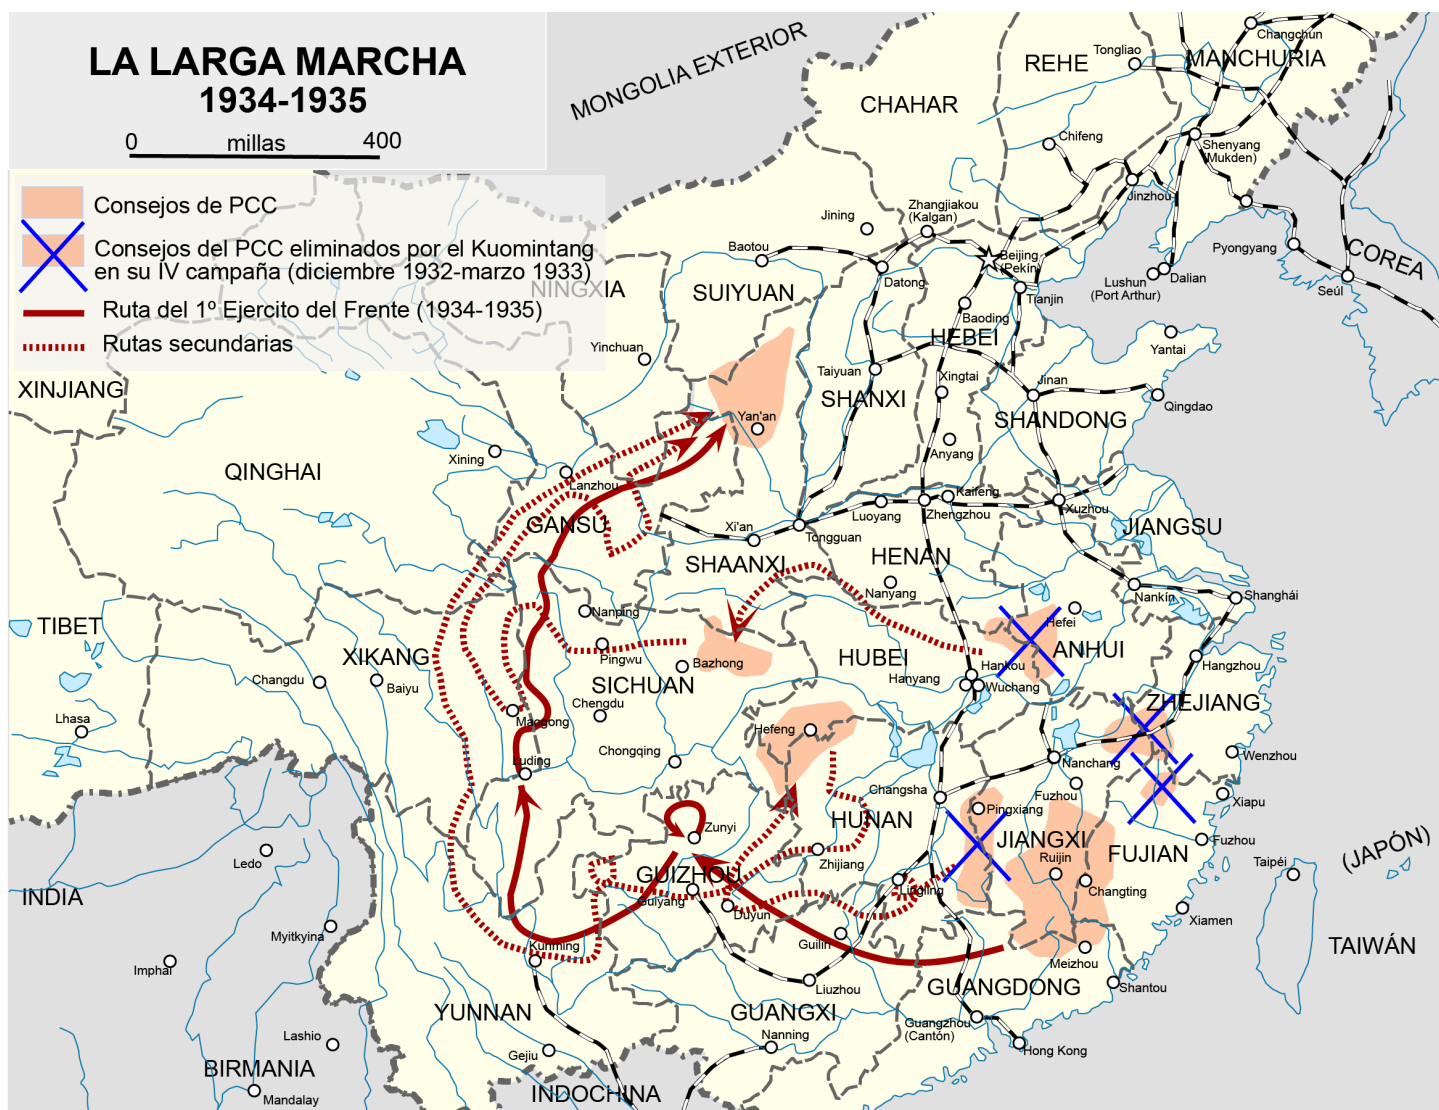 LA LARGA MARCHA
1934-1935
0 millas 400
Consejos de PCC
Consejos del PCC eliminados por el Kuomintang
en su IV campaña (diciembre 1932-marzo 1933)
Ruta del 1º Ejercito del Frente (1934-1935)
Rutas secundarias
MONGOLIA EXTERIOR
CHAHAR
REHE
MANCHURIA
Changchun
Tongliao
Chifeng
Shenyang
(Mukden)
Jinzhou
Pyongyang
COREA
Seúl
Lushun
(Port Arthur)
Dalian
Jining
Zhangjiakou
(Kalgan)
Baotou
Datong
Beijing
(Pekín)
Tianjin
Baoding
HEBEI
NINGXIA
SUIYUAN
Yinchuan
Taiyuan
SHANXI
Xingtai
Jinan
Yantai
Qingdao
SHANDONG
XINJIANG
Yan'an
Anyang
QINGHAI
Xining
Lanzhou
GANSU
Xi'an
Tongguan
Luoyang
Kaifeng
Zhengzhou
Xuzhou
JIANGSU
SHAANXI
HENAN
Nanyang
Nankín
Shanghái
Nanping
Hefei
TIBET
XIKANG
Pingwu
Bazhong
HUBEI
Hankou
Hanyang
Wuchang
ANHUI
Hangzhou
ZHEJIANG
Changdu
Baiyu
SICHUAN
Chengdu
Maogong
Lhasa
Hefeng
Chongqing
Luding
Nanchang
Wenzhou
Changsha
Fuzhou
Xiapu
Pingxiang
Zunyi
HUNAN
JIANGXI
FUJIAN
Fuzhou
Ledo
Zhijiang
Ruijin
Taipéi
(JAPÓN)
INDIA
GUIZHOU
Guiyang
Lingling
Changting
Duyun
Xiamen
Myitkyina
Kunming
Guilin
Meizhou
TAIWÁN
Imphal
Liuzhou
GUANGDONG
Shantou
YUNNAN
GUANGXI
Guangzhou
(Cantón)
Lashio
Gejiu
Nanning
Hong Kong
BIRMANIA
Mandalay
INDOCHINA